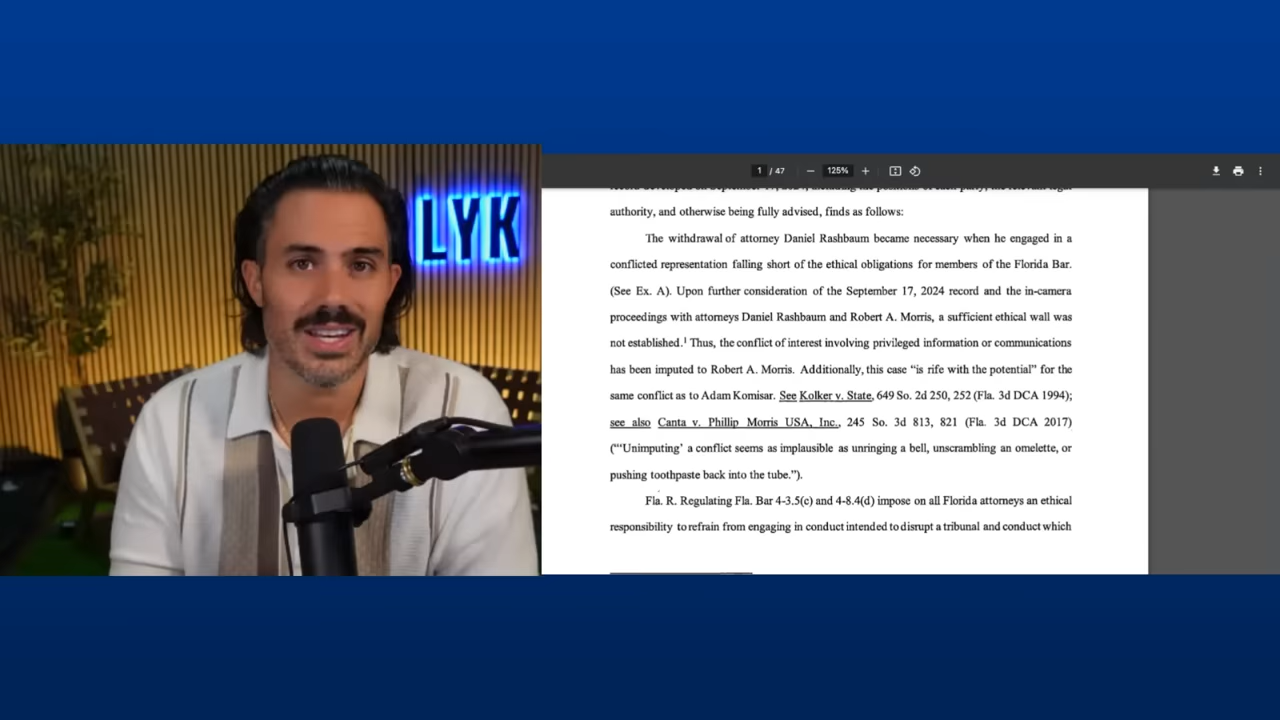 LYK
1 / 47
125%
authority, and otherwise being fully advised, finds as follows:
The withdrawal of attorney Daniel Rashbaum became necessary when he engaged in a
conflicted representation falling short of the ethical obligations for members of the Florida Bar.
(See Ex. A). Upon further consideration of the September 17, 2024 record and the in-camera
proceedings with attorneys Daniel Rashbaum and Robert A. Morris, a sufficient ethical wall was
not established.¹ Thus, the conflict of interest involving privileged information or communications
has been imputed to Robert A. Morris. Additionally, this case “is rife with the potential” for the
same conflict as to Adam Komisar. See Kolker v. State, 649 So. 2d 250, 252 (Fla. 3d DCA 1994);
see also Canta v. Phillip Morris USA, Inc., 245 So. 3d 813, 821 (Fla. 3d DCA 2017)
(“‘Unimputing’ a conflict seems as implausible as unringing a bell, unscrambling an omelette, or
pushing toothpaste back into the tube.”).
Fla. R. Regulating Fla. Bar 4-3.5(c) and 4-8.4(d) impose on all Florida attorneys an ethical
responsibility to refrain from engaging in conduct intended to disrupt a tribunal and conduct which